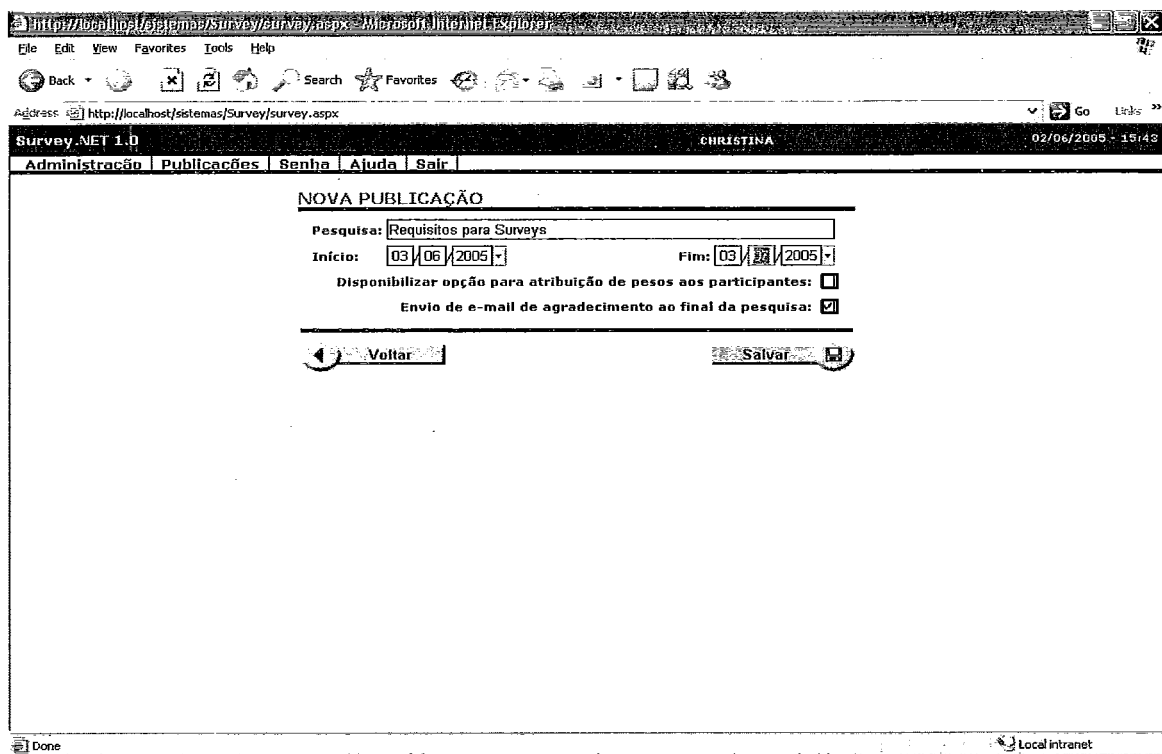 http://localhost/sistemas/Survey/survey.aspx - Microsoft Internet Explorer
File Edit View Favorites Tools Help
Back Search Favorites
Address http://localhost/sistemas/Survey/survey.aspx Go Links »
Survey.NET 1.0 CHRISTINA 02/06/2005 - 15:43
Administração | Publicações | Senha | Ajuda | Sair |
NOVA PUBLICAÇÃO
Pesquisa: Requisitos para Surveys
Início: 03 / 06 / 2005 Fim: 03 / / 2005
Disponibilizar opção para atribuição de pesos aos participantes:
Envio de e-mail de agradecimento ao final da pesquisa:
Voltar Salvar
Done Local intranet